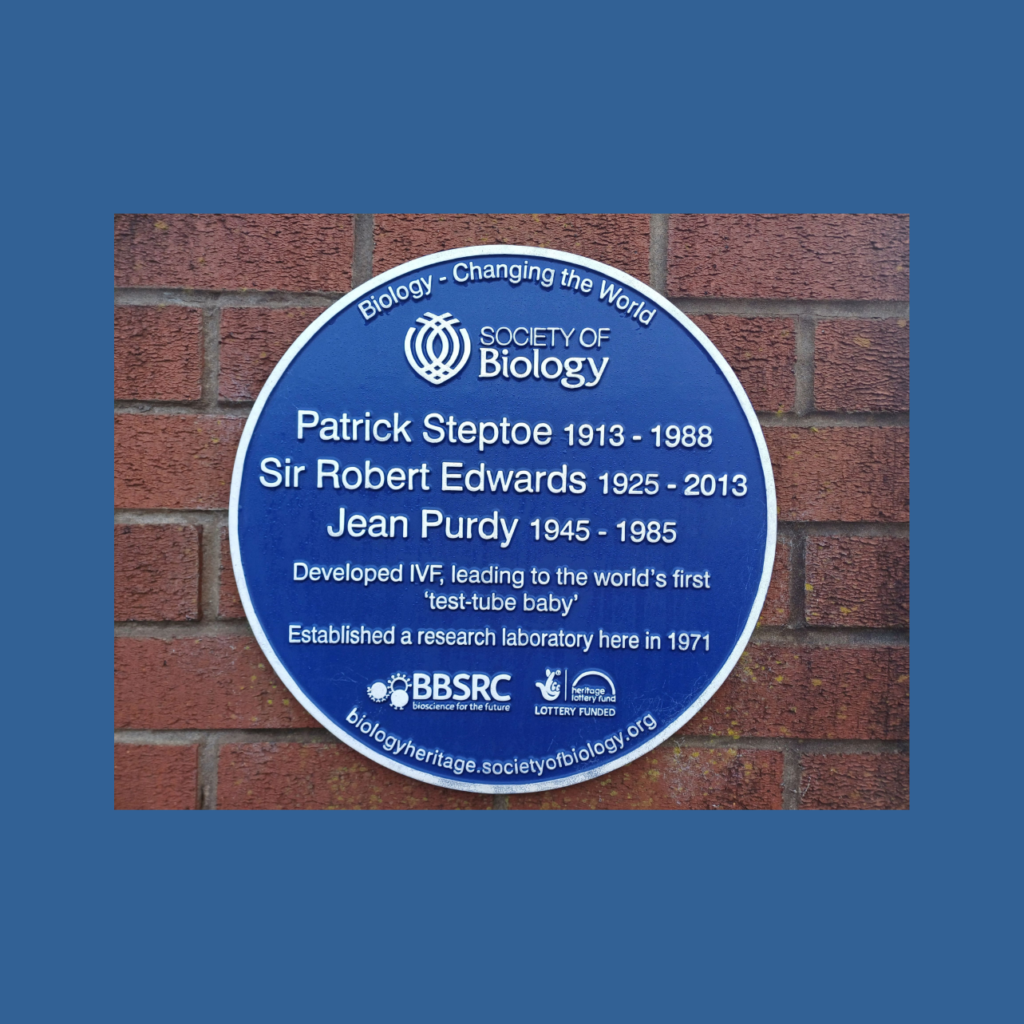 Biology - Changing the World
SOCIETY OF
Biology
Patrick Steptoe 1913 - 1988
Sir Robert Edwards 1925 - 2013
Jean Purdy 1945 - 1985
Developed IVF, leading to the world's first
'test-tube baby'
Established a research laboratory here in 1971
BBSRC
bioscience for the future
heritage
lottery fund
LOTTERY FUNDED
biologyheritage.societyofbiology.org